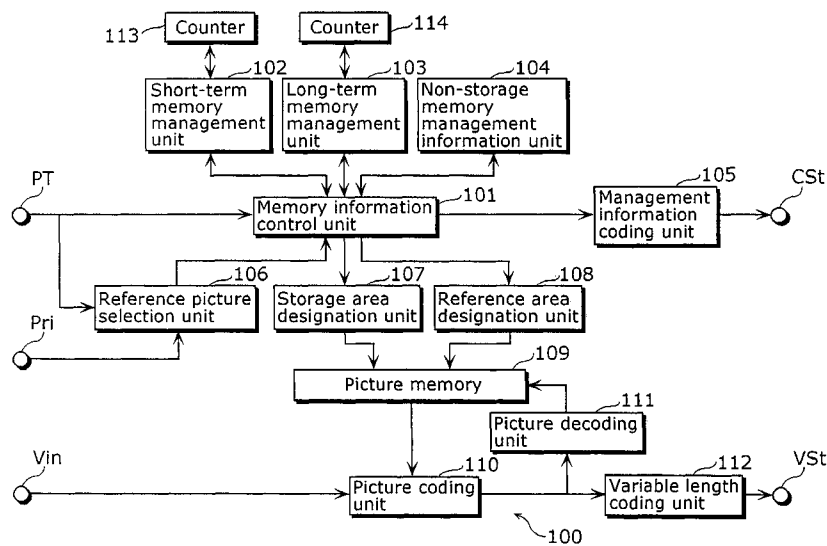 113
Counter
Counter
114
102
103
104
Short-term
memory
management
unit
Long-term
memory
management
unit
Non-storage
memory
management
information unit
PT
105
CSt
101
Memory information
control unit
Management
information
coding unit
106
107
108
Reference picture
selection unit
Storage area
designation unit
Reference area
designation unit
Pri
109
Picture memory
111
Picture decoding
unit
Vin
110
112
VSt
Picture coding
unit
Variable length
coding unit
100